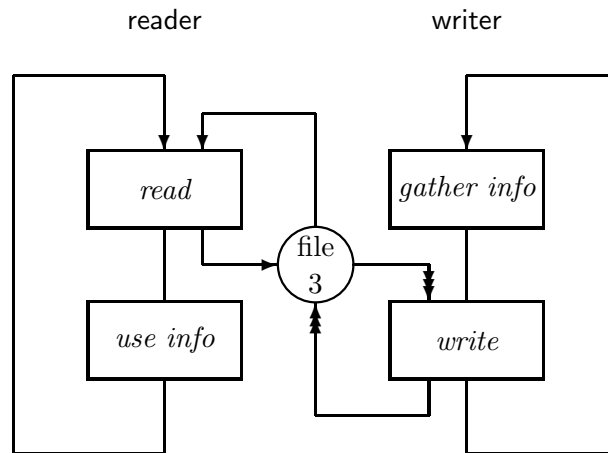 reader
writer
read
gather info
file
3
use info
write